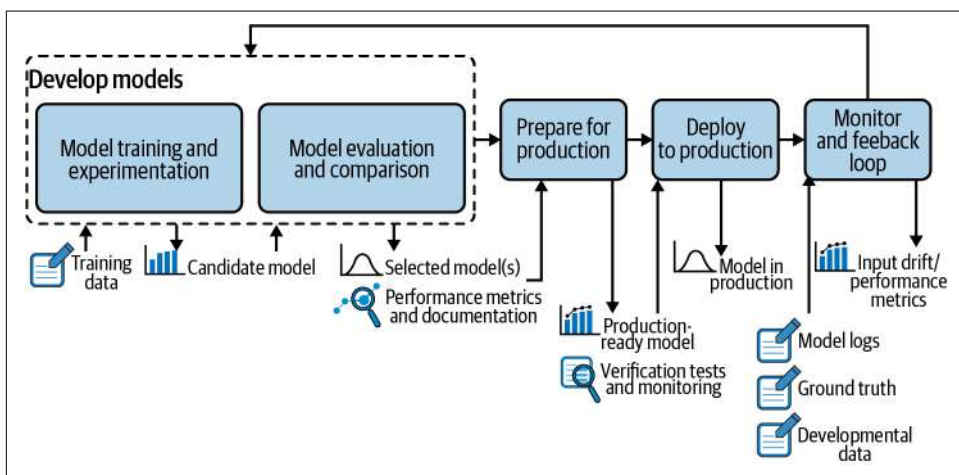 Develop models
Model training and
experimentation
Model evaluation
and comparison
Prepare for
production
Deploy
to production
Monitor
and feeback
loop
Training
data
Candidate model
Selected model(s)
Performance metrics
and documentation
Production-
ready model
Verification tests
and monitoring
Model in
production
Input drift/
performance
metrics
Model logs
Ground truth
Developmental
data